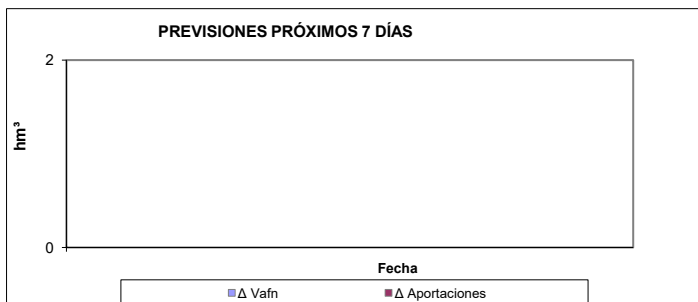 PREVISIONES PRÓXIMOS 7 DÍAS
2
hm³
0
Fecha
Δ Vafn Δ Aportaciones